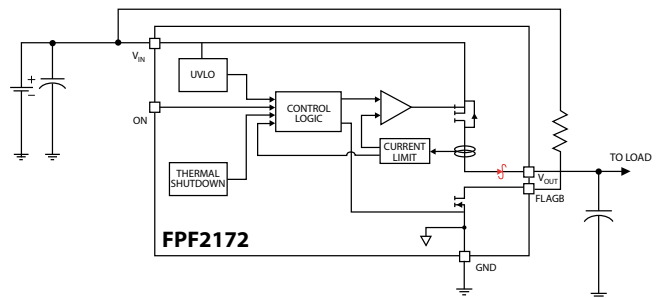 +
–
V_IN
UVLO
ON
CONTROL
LOGIC
CURRENT
LIMIT
THERMAL
SHUTDOWN
TO LOAD
V_OUT
FLAGB
FPF2172
GND